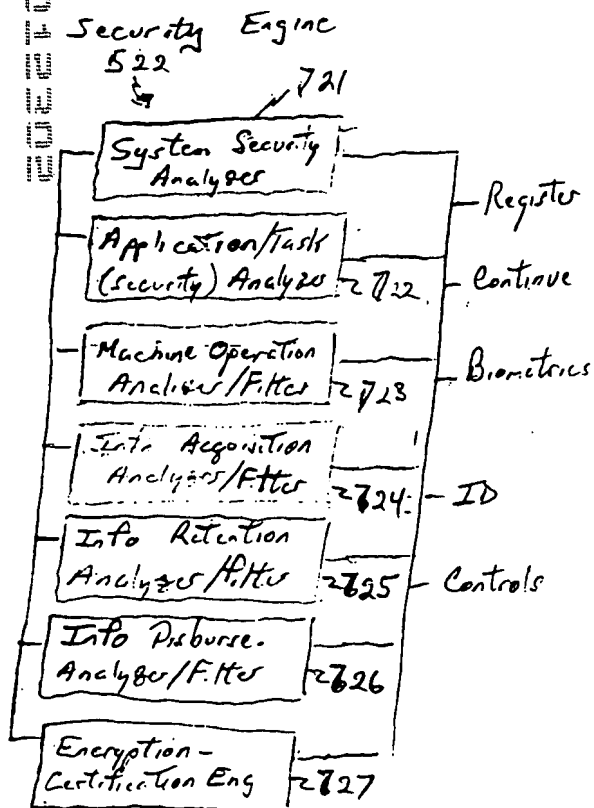 Security Engine
522
721
System Security
Analyzer
Register
Application/Task
(security) Analyzer
722
Continue
Machine Operation
Analyzer/Filter
723
Biometrics
Info Acquisition
Analyzer/Filter
724
ID
Info Retention
Analyzer/Filter
725
Controls
Info Disburse.
Analyzer/Filter
726
Encryption-
Certification Eng
727